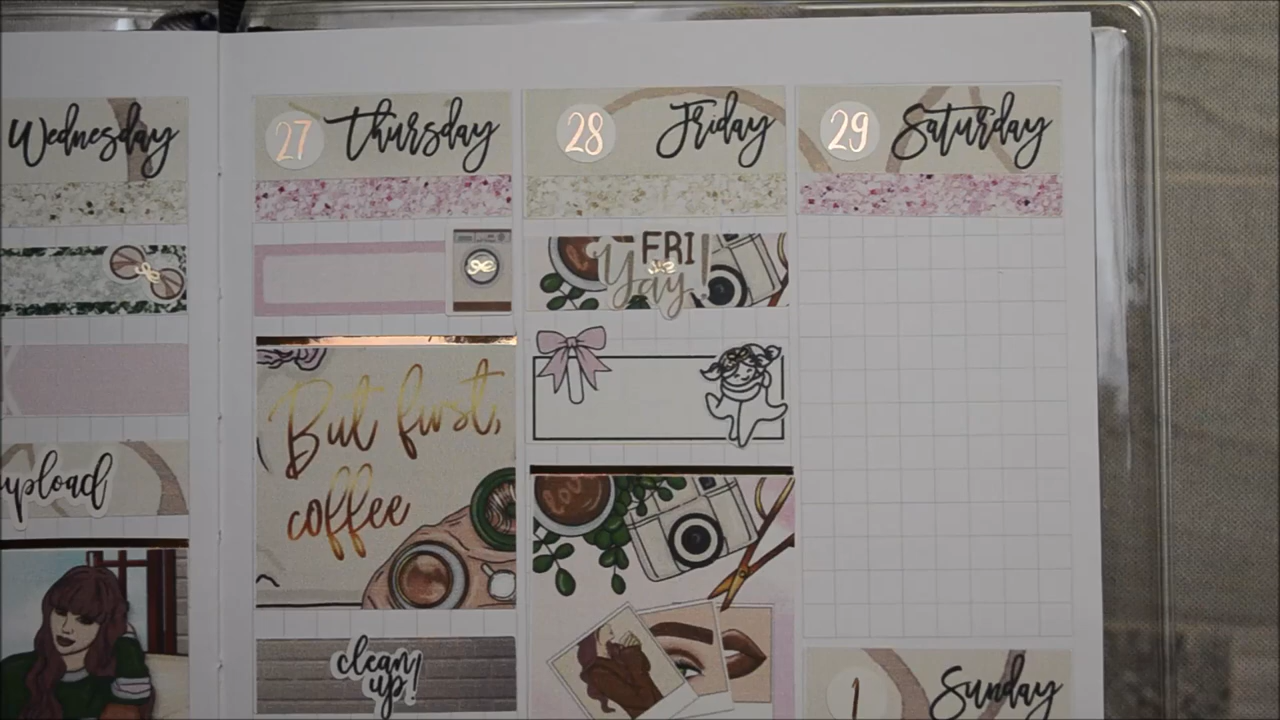 Wednesday
27 Thursday
28 Friday
29 Saturday
FRI
Yay!
upload
But first,
coffee
love
clean
up!
1 Sunday